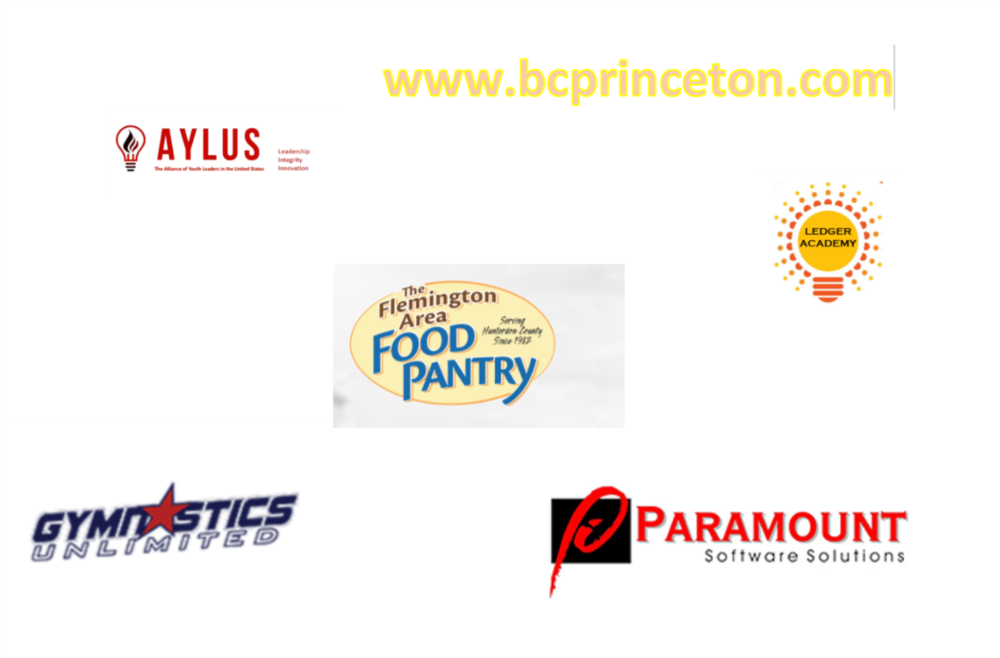 www.bcprinceton.com
AYLUS
The Alliance of Youth Leaders in the United States
Leadership
Integrity
Innovation
LEDGER
ACADEMY
The
Flemington
Area
FOOD
PANTRY
Serving
Hunterdon County
Since 1982
GYMNASTICS
UNLIMITED
PARAMOUNT
Software Solutions